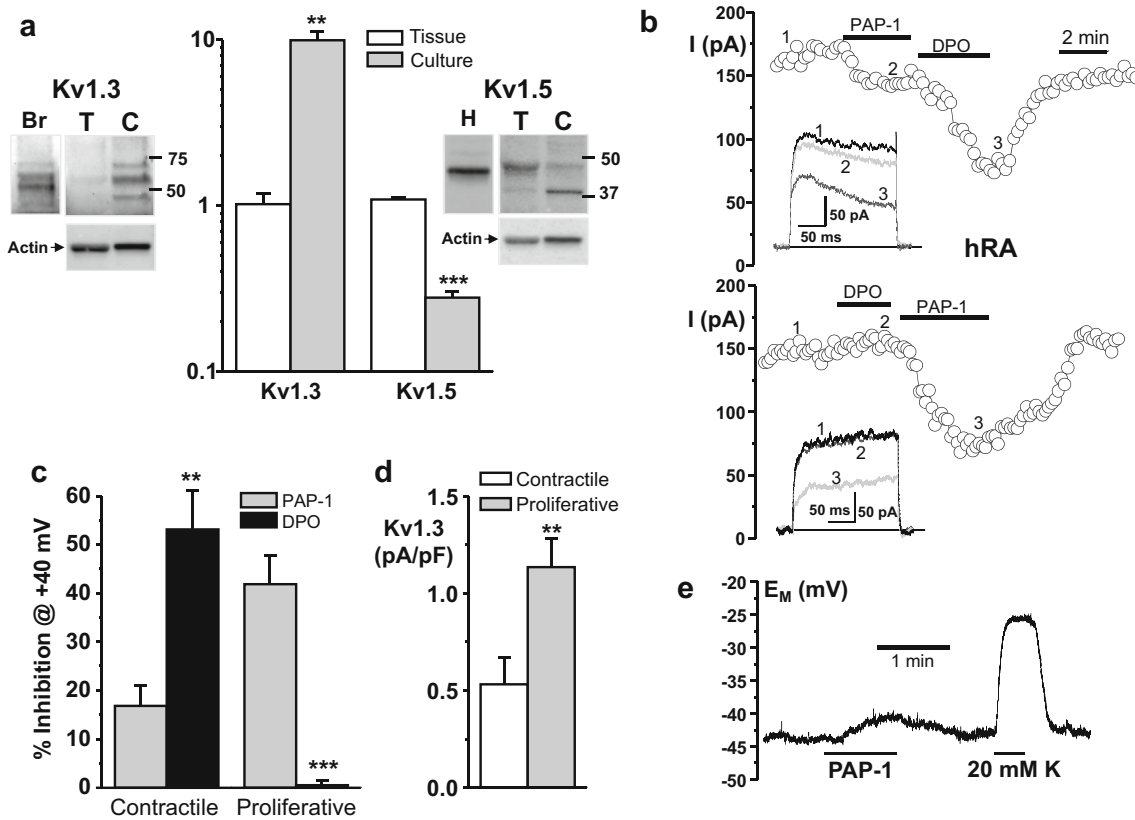 a
10
1
0.1
**
***
Tissue
Culture
Kv1.3
Br
T
C
75
50
Actin
Kv1.5
H
T
C
50
37
Actin
Kv1.3
Kv1.5
b
I (pA)
200
150
100
50
0
PAP-1
DPO
2 min
1
2
3
1
2
3
50 pA
50 ms
hRA
I (pA)
200
150
100
50
0
DPO
PAP-1
1
2
3
1
2
3
50 ms
50 pA
c
% Inhibition @ +40 mV
60
50
40
30
20
10
0
**
PAP-1
DPO
***
Contractile
Proliferative
d
Contractile
Proliferative
1.5
1.0
0.5
0.0
Kv1.3
(pA/pF)
**
e
EM (mV)
-20
-25
-30
-35
-40
-45
-50
1 min
PAP-1
20 mM K